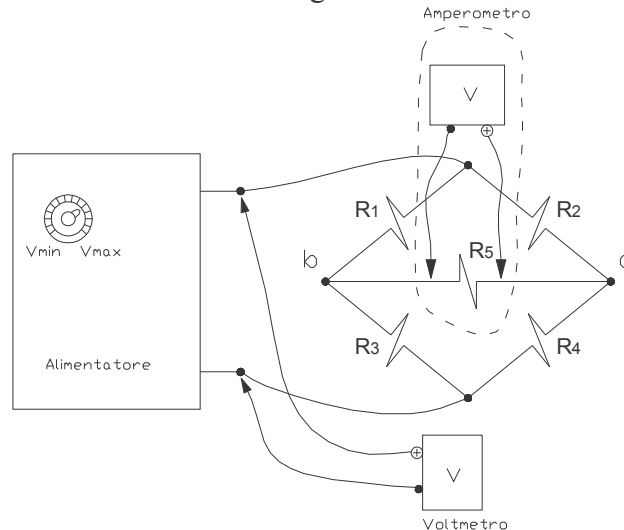 Amperometro
V
R1
R2
b
R5
Vmin
Vmax
R3
R4
Alimentatore
V
Voltmetro